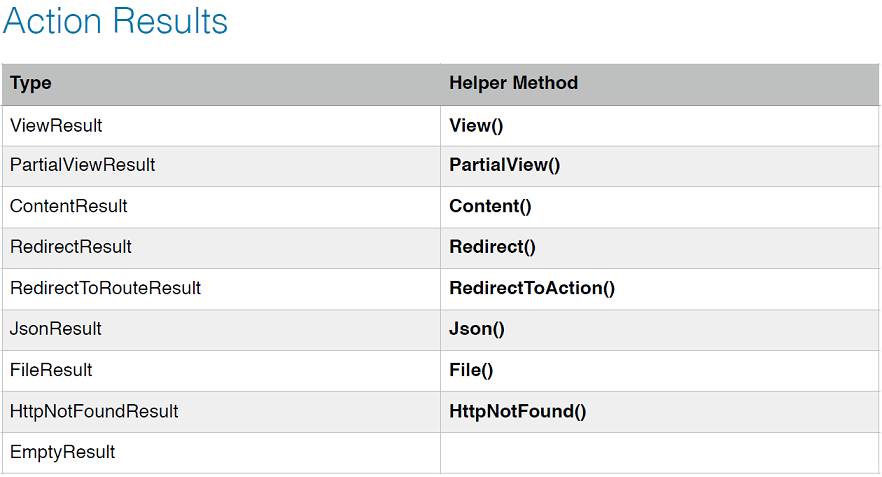 Action Results
Type Helper Method
ViewResult View()
PartialViewResult PartialView()
ContentResult Content()
RedirectResult Redirect()
RedirectToRouteResult RedirectToAction()
JsonResult Json()
FileResult File()
HttpNotFoundResult HttpNotFound()
EmptyResult